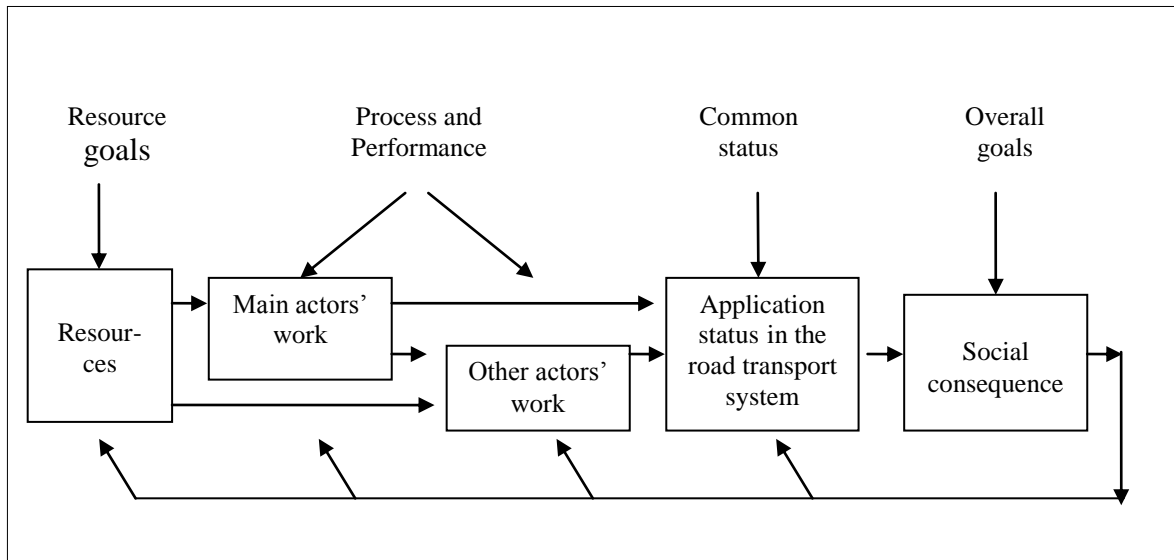 Resource
goals
Process and
Performance
Common
status
Overall
goals
Resour-
ces
Main actors’
work
Other actors’
work
Application
status in the
road transport
system
Social
consequence